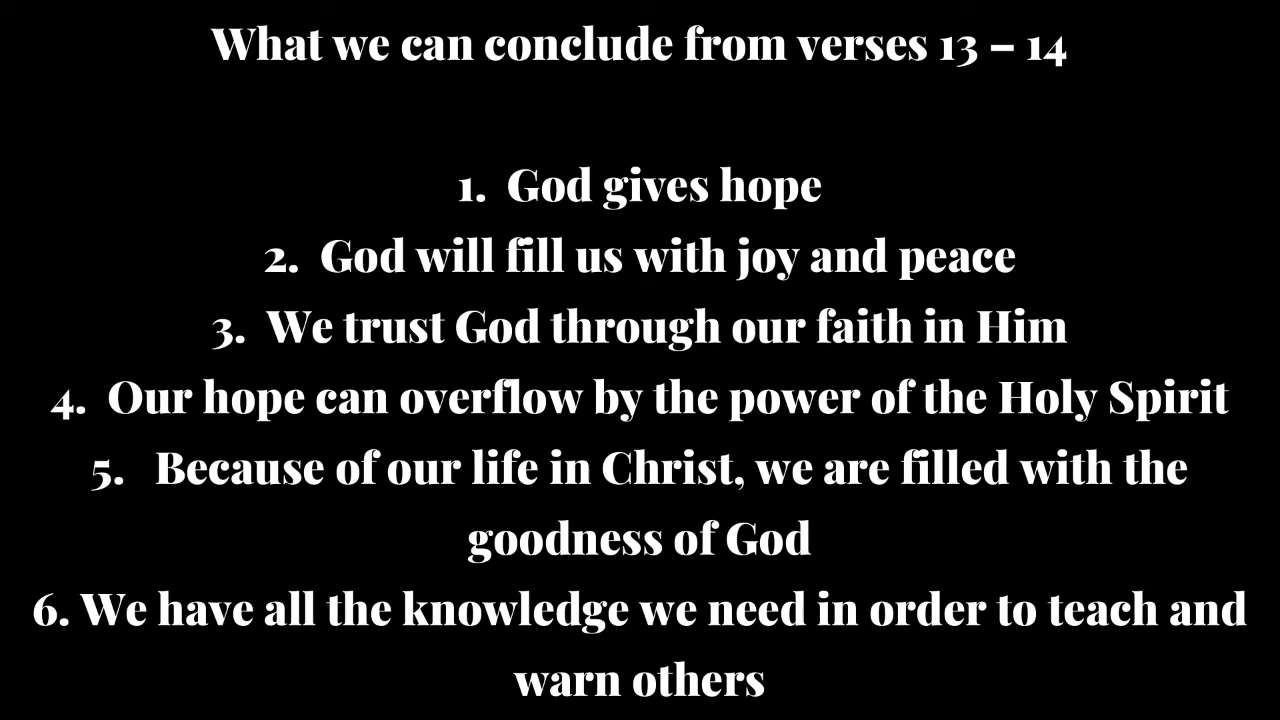 What we can conclude from verses 13 – 14
1. God gives hope
2. God will fill us with joy and peace
3. We trust God through our faith in Him
4. Our hope can overflow by the power of the Holy Spirit
5. Because of our life in Christ, we are filled with the
goodness of God
6. We have all the knowledge we need in order to teach and
warn others